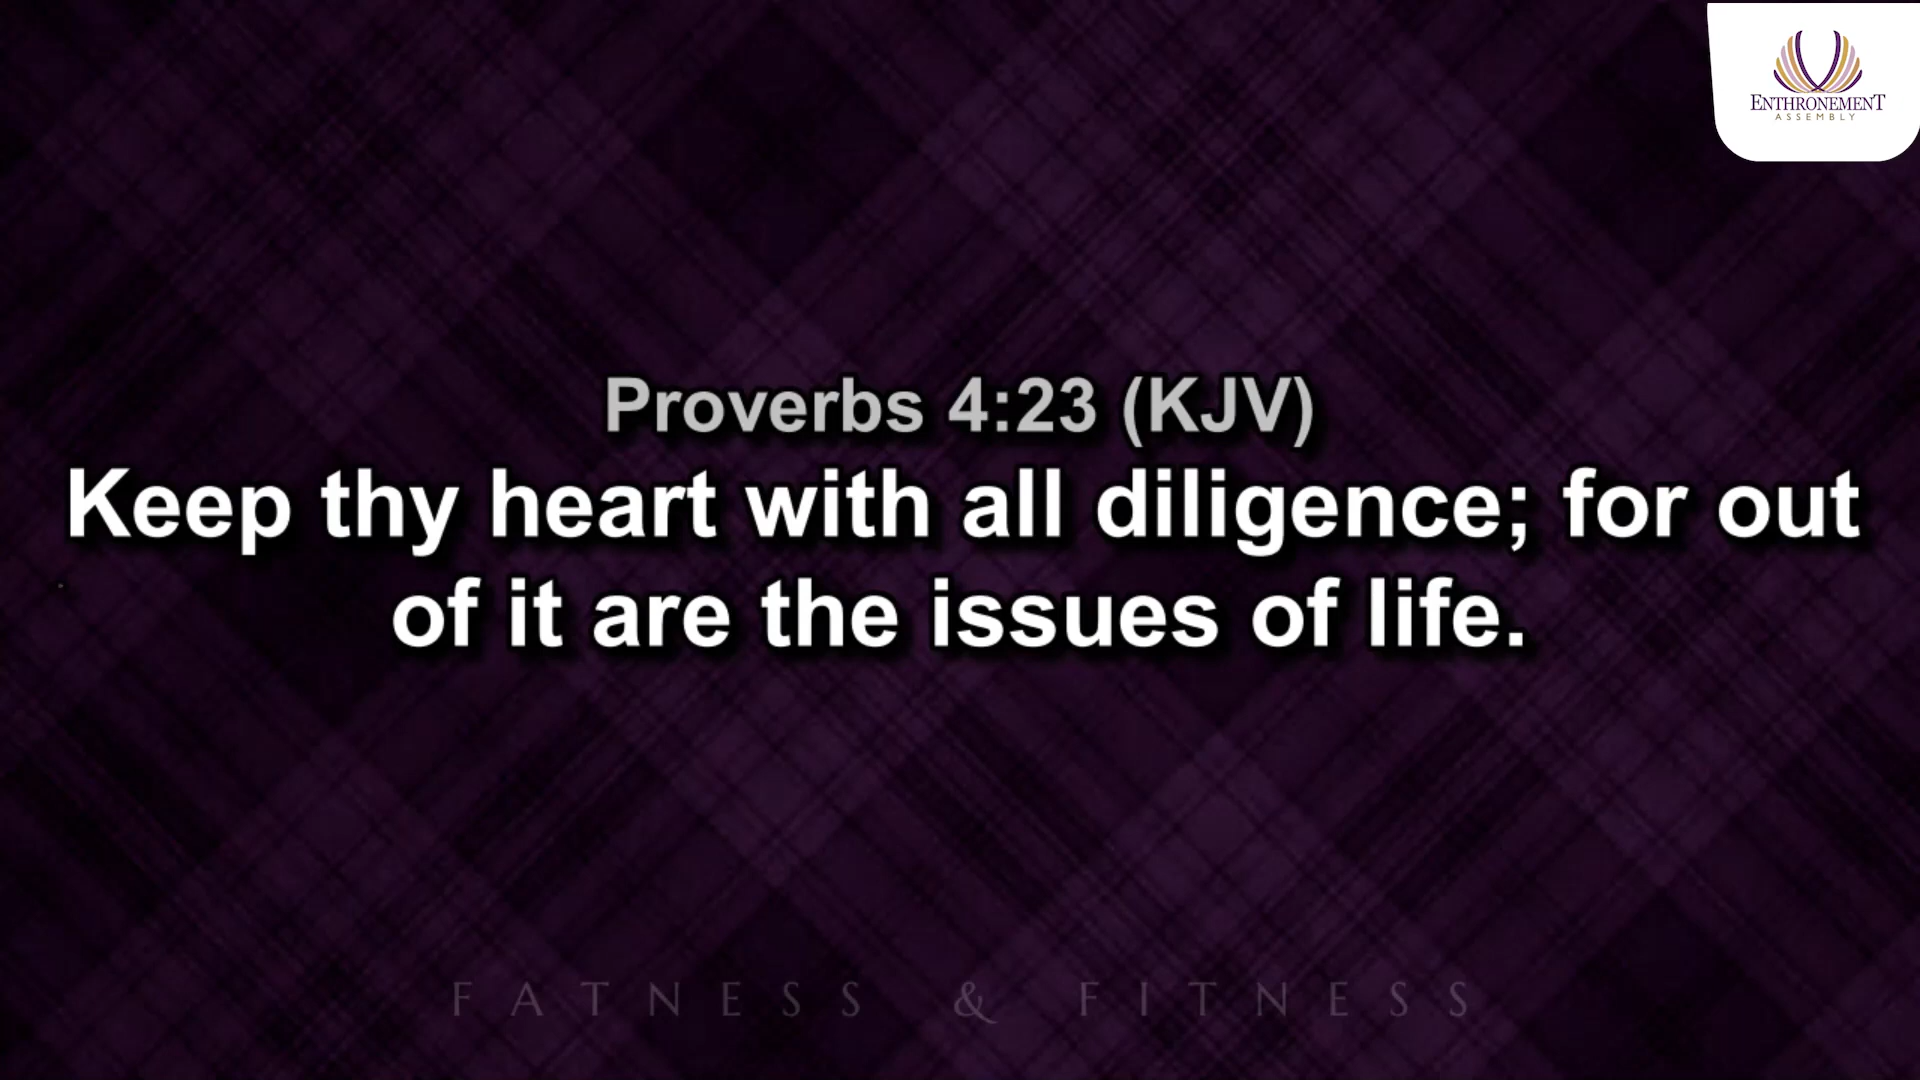 ENTHRONEMENT
ASSEMBLY
Proverbs 4:23 (KJV)
Keep thy heart with all diligence; for out
of it are the issues of life.
FATNESS & FITNESS